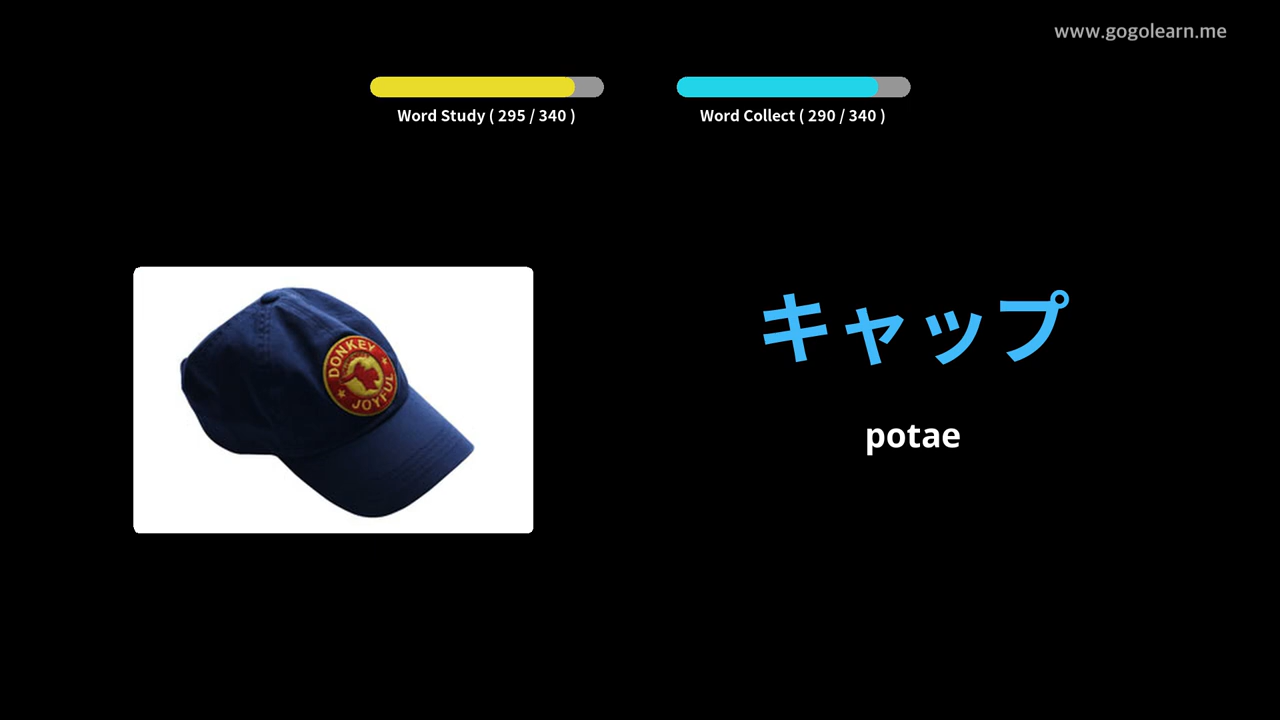 www.gogolearn.me
Word Study ( 295 / 340 )
Word Collect ( 290 / 340 )
DONKEY
JOYFUL
キャップ
potae